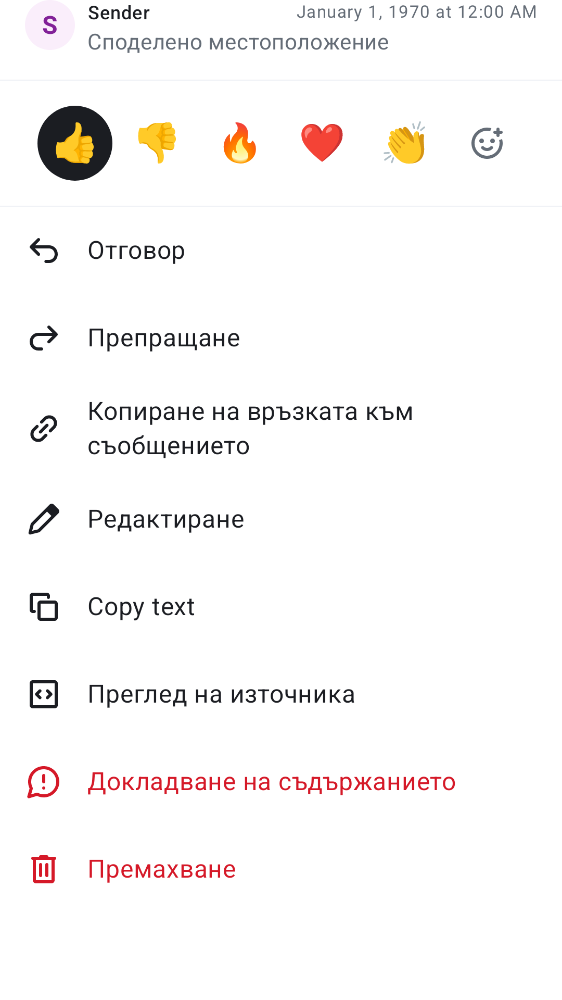 S
Sender
January 1, 1970 at 12:00 AM
Споделено местоположение
Отговор
Препращане
Копиране на връзката към
съобщението
Редактиране
Copy text
Преглед на източника
Докладване на съдържанието
Премахване